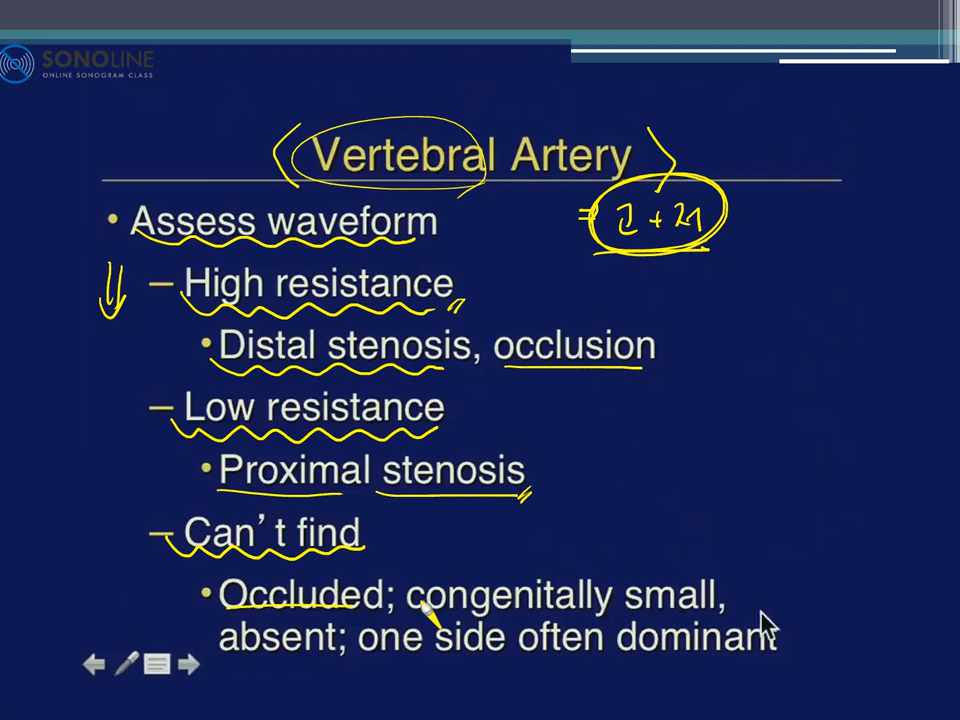 SONOLINE
ONLINE SONOGRAM CLASS
Vertebral Artery
• Assess waveform
– High resistance
• Distal stenosis, occlusion
– Low resistance
• Proximal stenosis
– Can’t find
• Occluded; congenitally small,
absent; one side often dominant